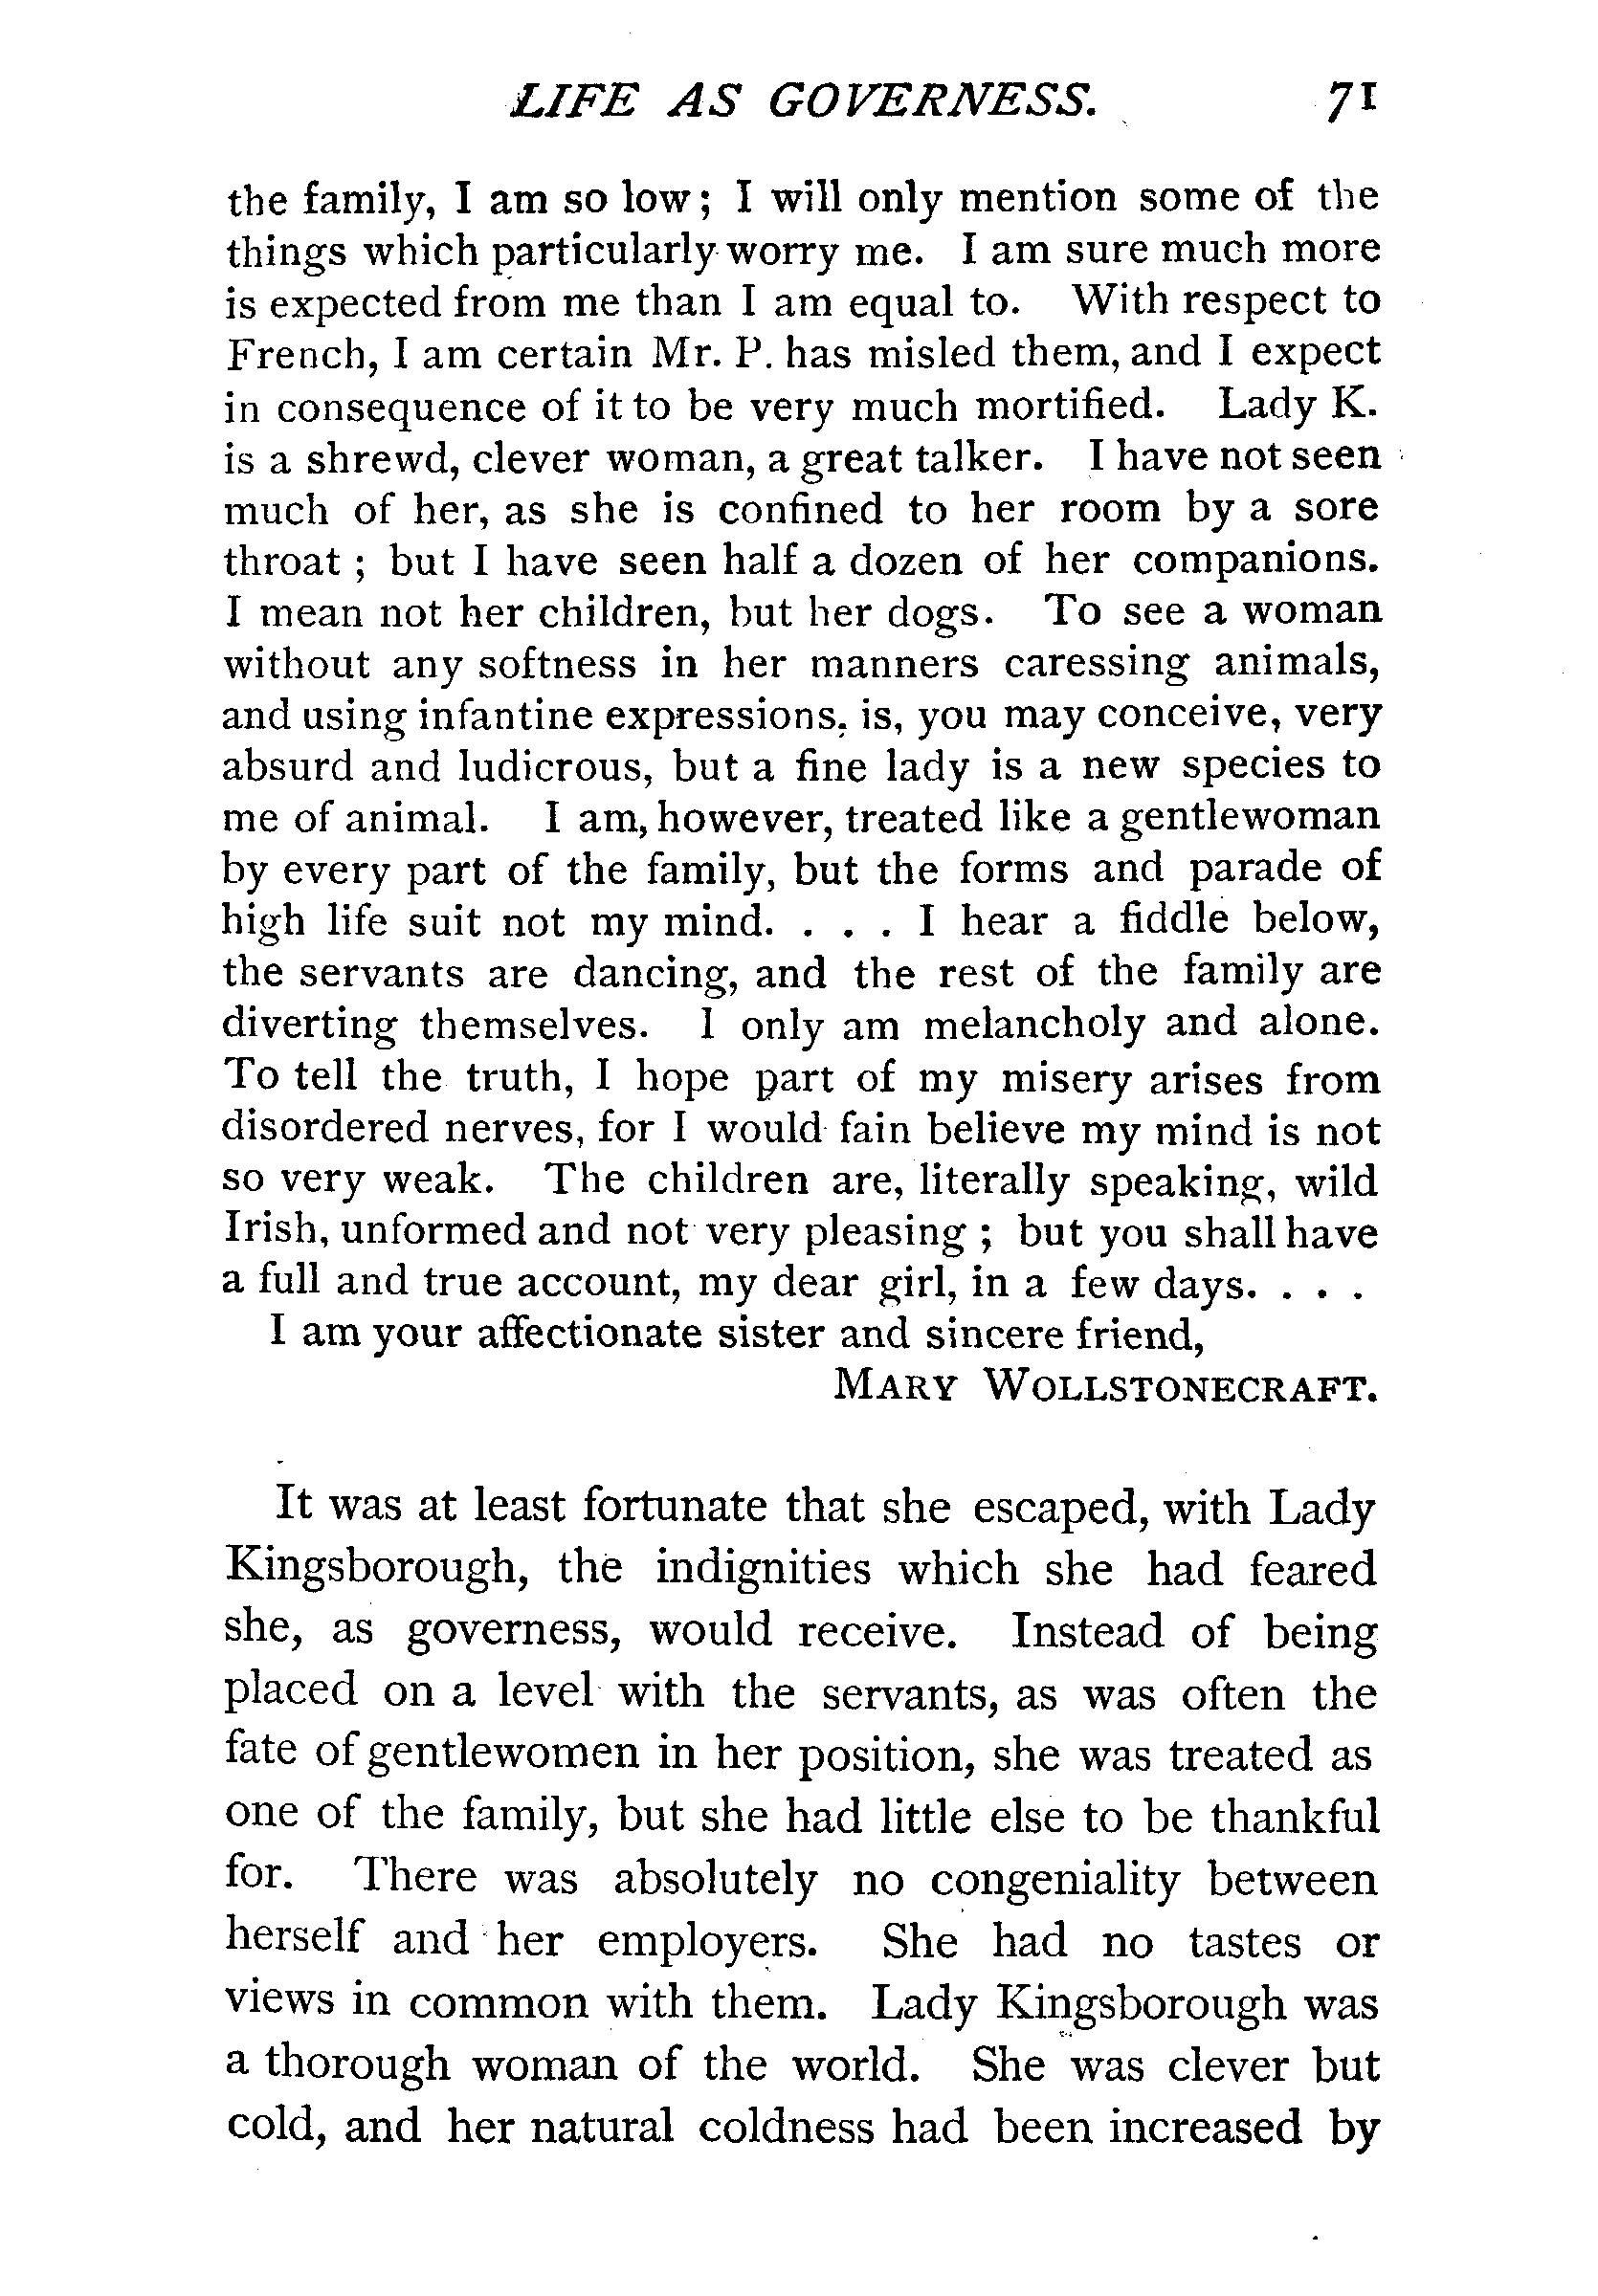 LIFE AS GOVERNESS. 71
the family, I am so low; I will only mention some of the
things which particularly worry me. I am sure much more
is expected from me than I am equal to. With respect to
French, I am certain Mr. P. has misled them, and I expect
in consequence of it to be very much mortified. Lady K.
is a shrewd, clever woman, a great talker. I have not seen
much of her, as she is confined to her room by a sore
throat; but I have seen half a dozen of her companions.
I mean not her children, but her dogs. To see a woman
without any softness in her manners caressing animals,
and using infantine expressions, is, you may conceive, very
absurd and ludicrous, but a fine lady is a new species to
me of animal. I am, however, treated like a gentlewoman
by every part of the family, but the forms and parade of
high life suit not my mind. . . . I hear a fiddle below,
the servants are dancing, and the rest of the family are
diverting themselves. I only am melancholy and alone.
To tell the truth, I hope part of my misery arises from
disordered nerves, for I would fain believe my mind is not
so very weak. The children are, literally speaking, wild
Irish, unformed and not very pleasing; but you shall have
a full and true account, my dear girl, in a few days. . . .
I am your affectionate sister and sincere friend,
MARY WOLLSTONECRAFT.
It was at least fortunate that she escaped, with Lady
Kingsborough, the indignities which she had feared
she, as governess, would receive. Instead of being
placed on a level with the servants, as was often the
fate of gentlewomen in her position, she was treated as
one of the family, but she had little else to be thankful
for. There was absolutely no congeniality between
herself and her employers. She had no tastes or
views in common with them. Lady Kingsborough was
a thorough woman of the world. She was clever but
cold, and her natural coldness had been increased by